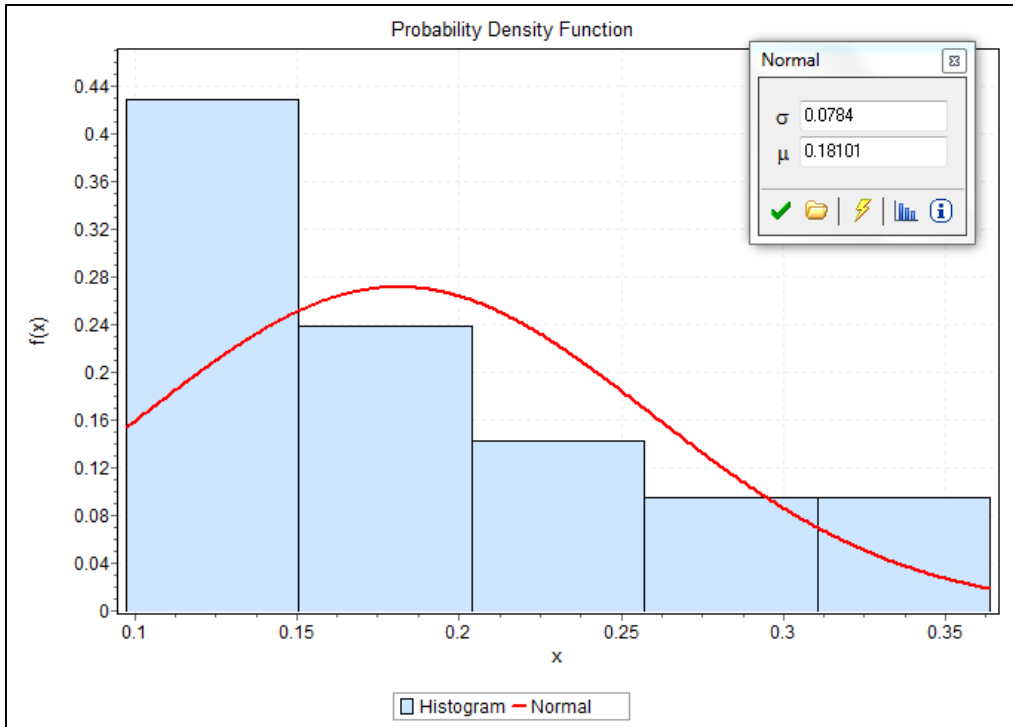 Probability Density Function
Normal
σ 0.0784
μ 0.18101
0.44
0.4
0.36
0.32
0.28
0.24
0.2
0.16
0.12
0.08
0.04
0
f(x)
0.1 0.15 0.2 0.25 0.3 0.35
x
Histogram Normal